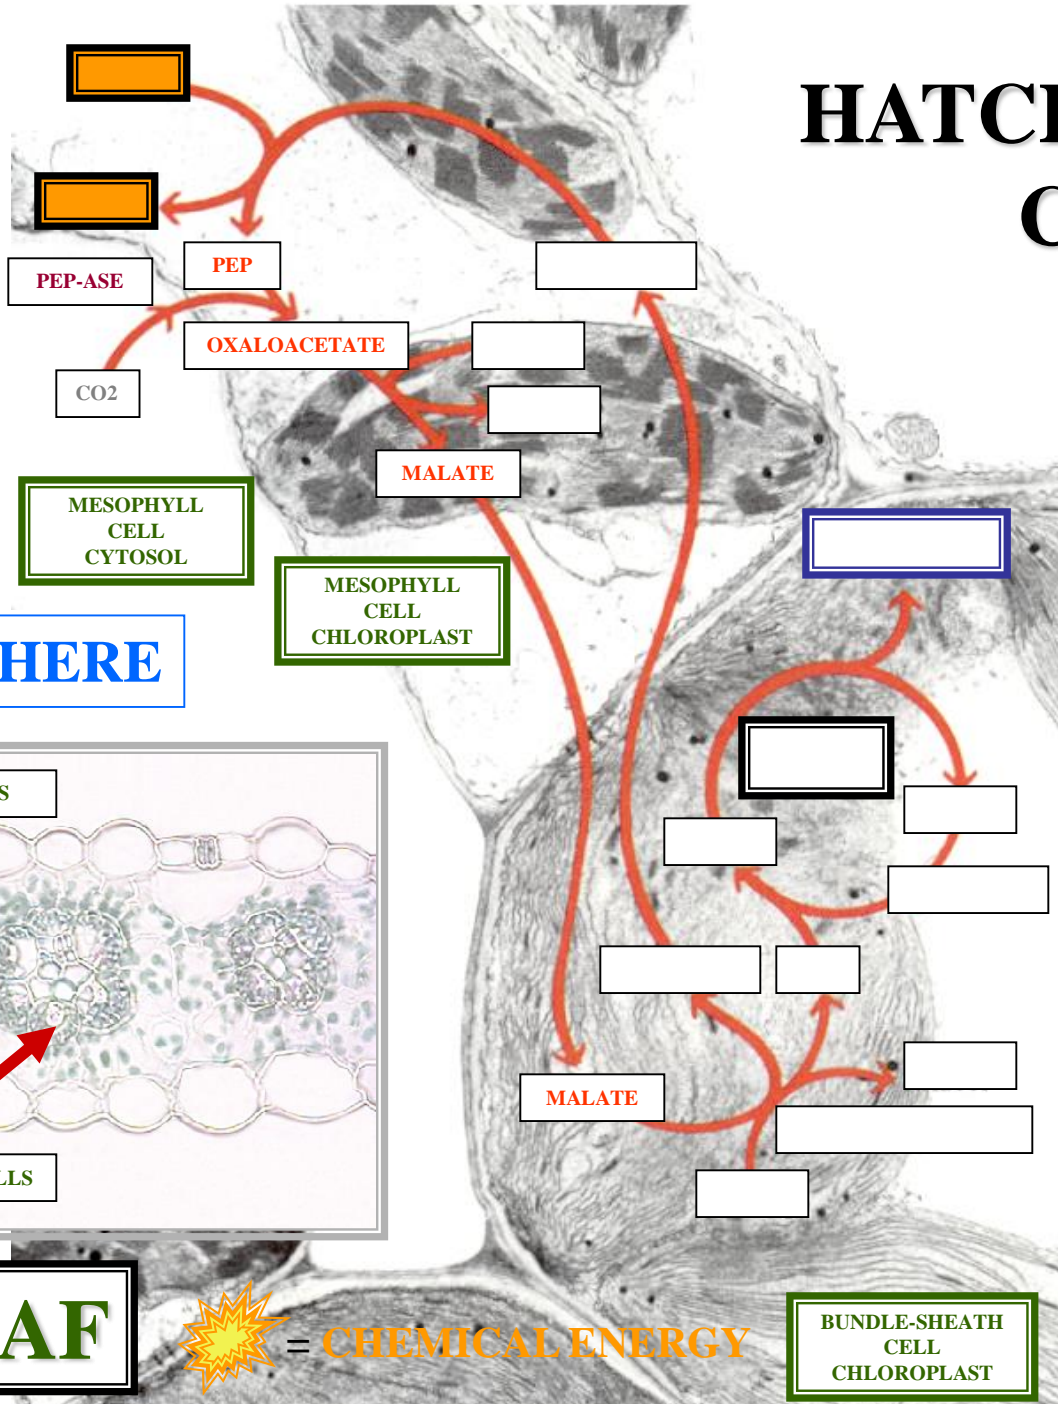 HATC
C
PEP-ASE
PEP
OXALOACETATE
CO2
MALATE
MESOPHYLL
CELL
CYTOSOL
MESOPHYLL
CELL
CHLOROPLAST
HERE
S
MALATE
LLS
AF
= CHEMICAL ENERGY
BUNDLE-SHEATH
CELL
CHLOROPLAST